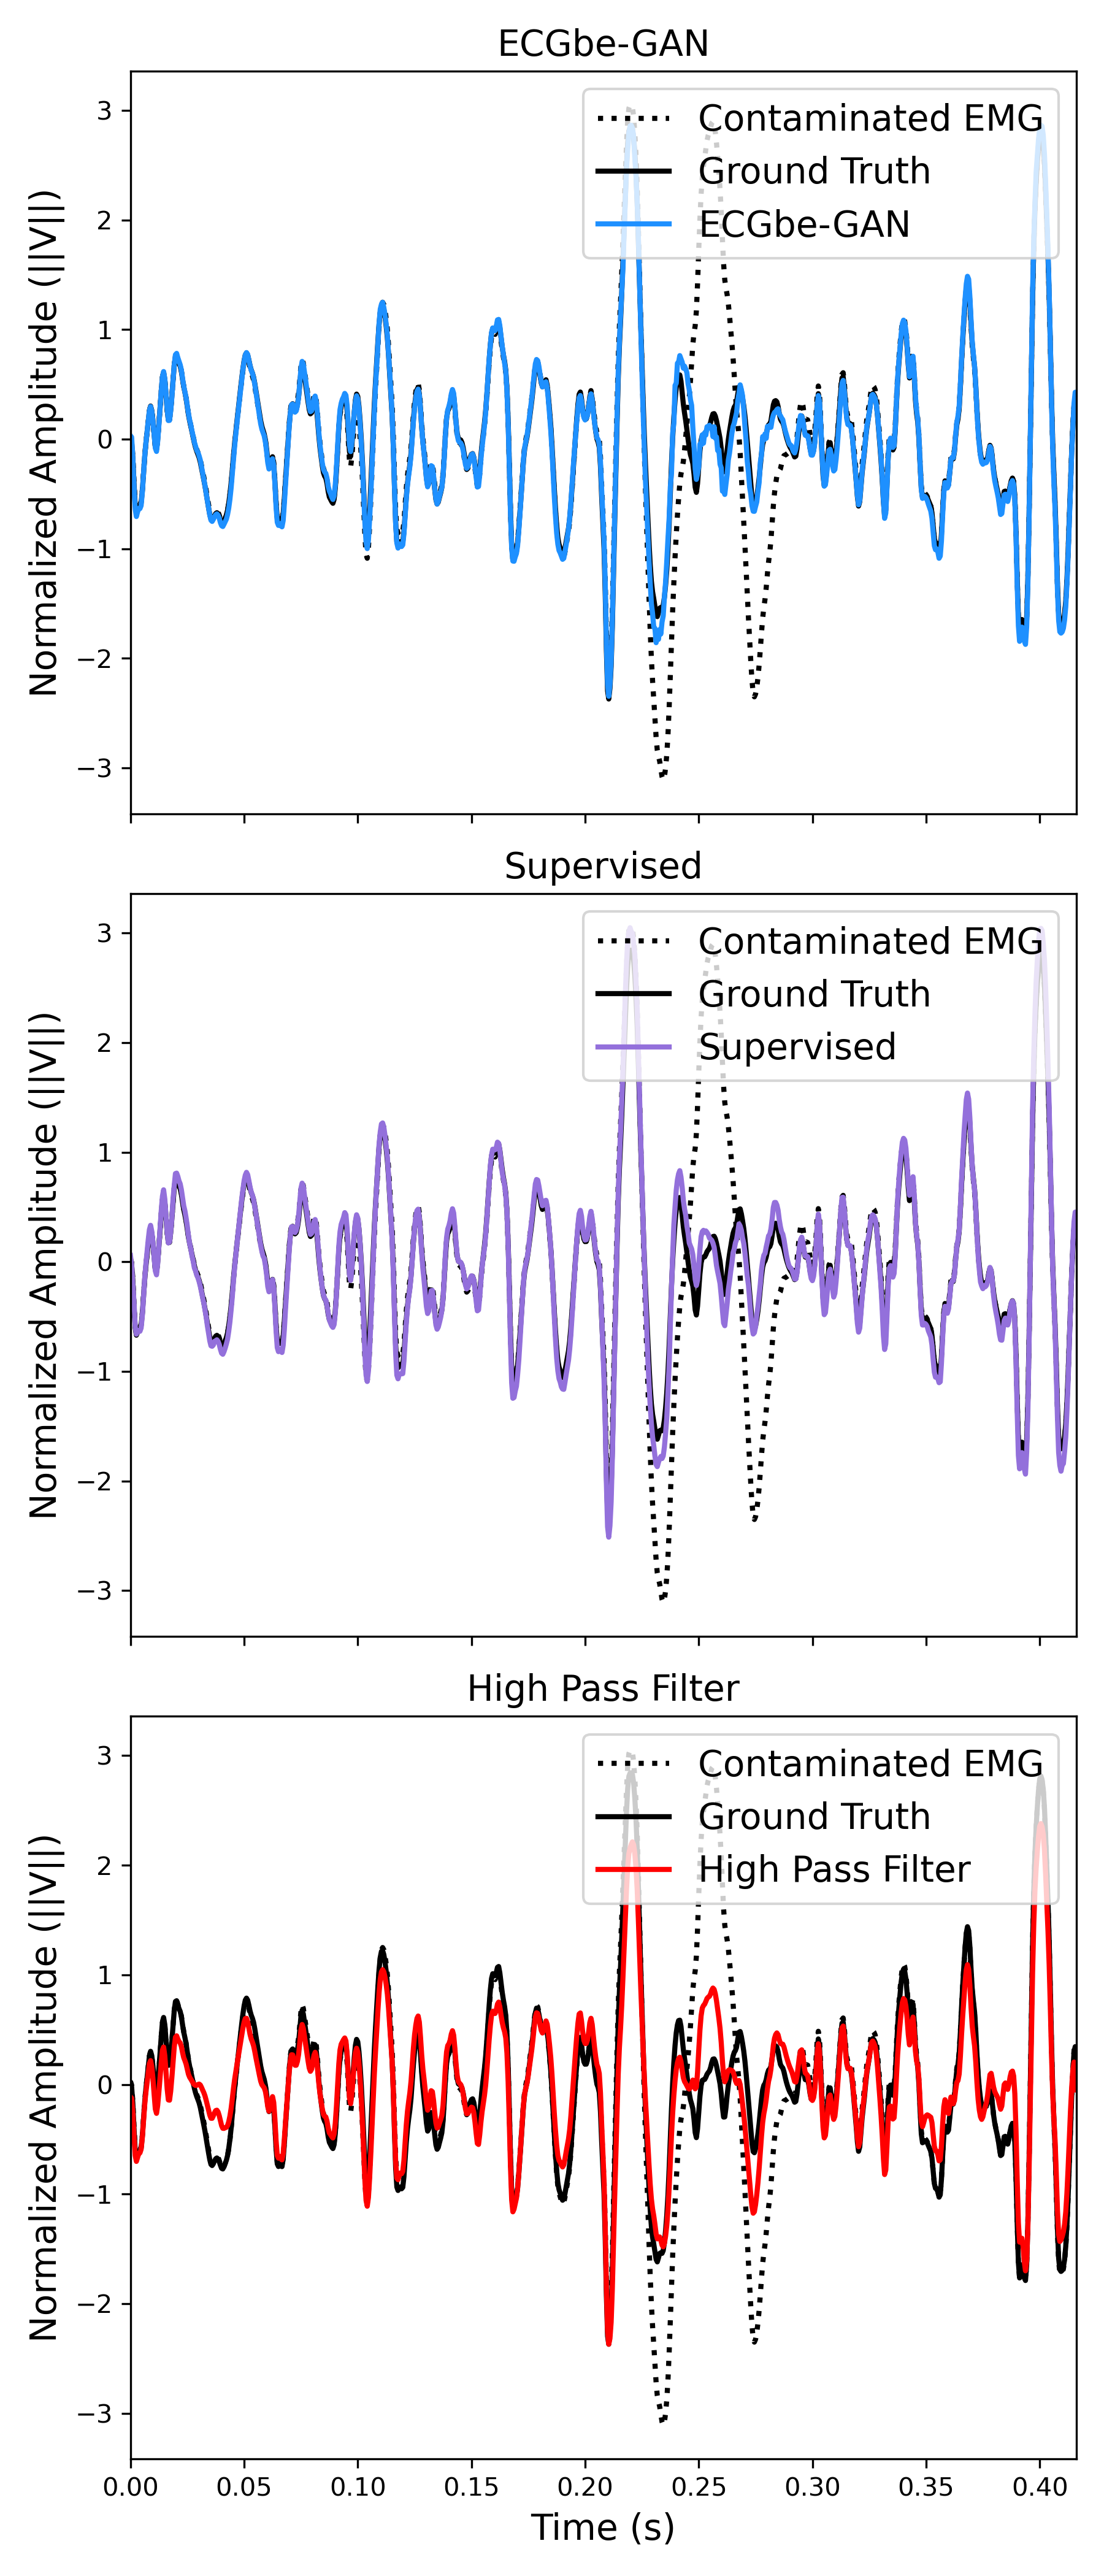 ECGbe-GAN
3
2
1
0
−1
−2
−3
Normalized Amplitude (||V||)
Contaminated EMG
Ground Truth
ECGbe-GAN
Supervised
3
2
1
0
−1
−2
−3
Normalized Amplitude (||V||)
Contaminated EMG
Ground Truth
Supervised
High Pass Filter
3
2
1
0
−1
−2
−3
Normalized Amplitude (||V||)
Contaminated EMG
Ground Truth
High Pass Filter
0.00 0.05 0.10 0.15 0.20 0.25 0.30 0.35 0.40
Time (s)